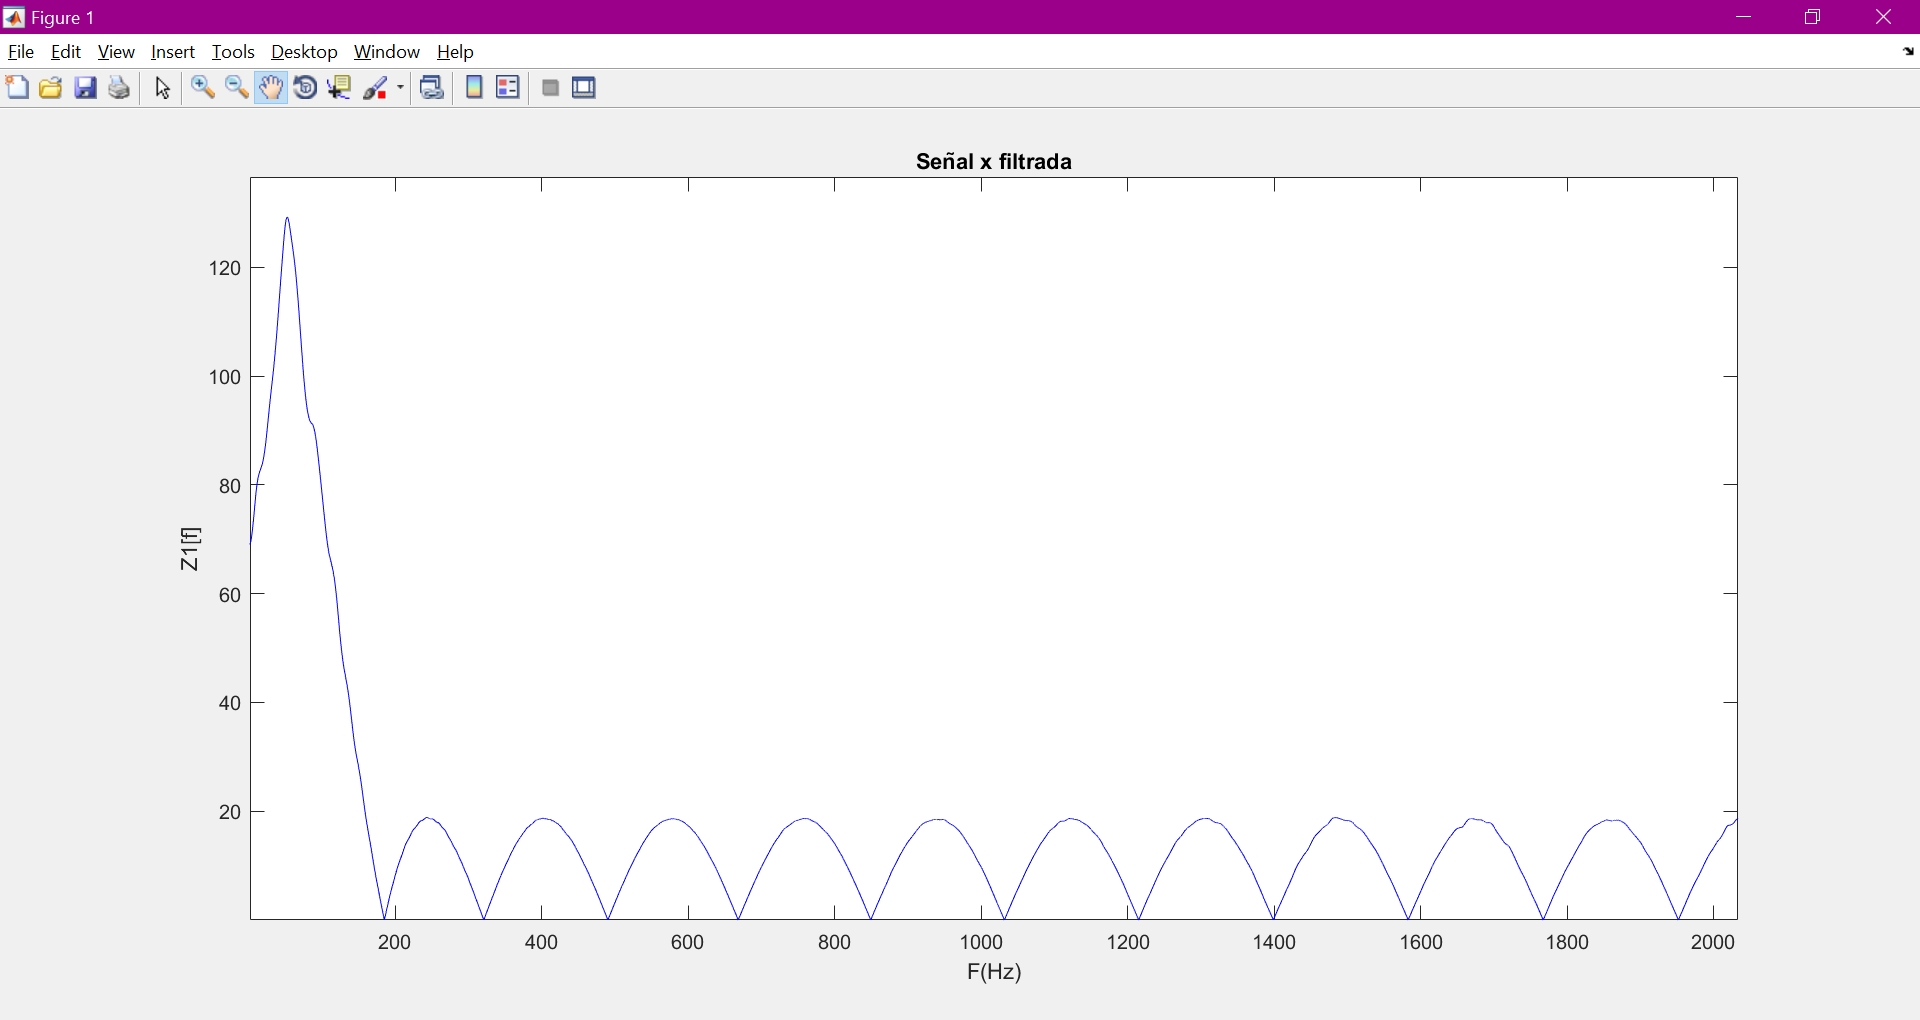 Figure 1
File Edit View Insert Tools Desktop Window Help
Señal x filtrada
120
100
80
60
40
20
Z1[f]
200 400 600 800 1000 1200 1400 1600 1800 2000
F(Hz)